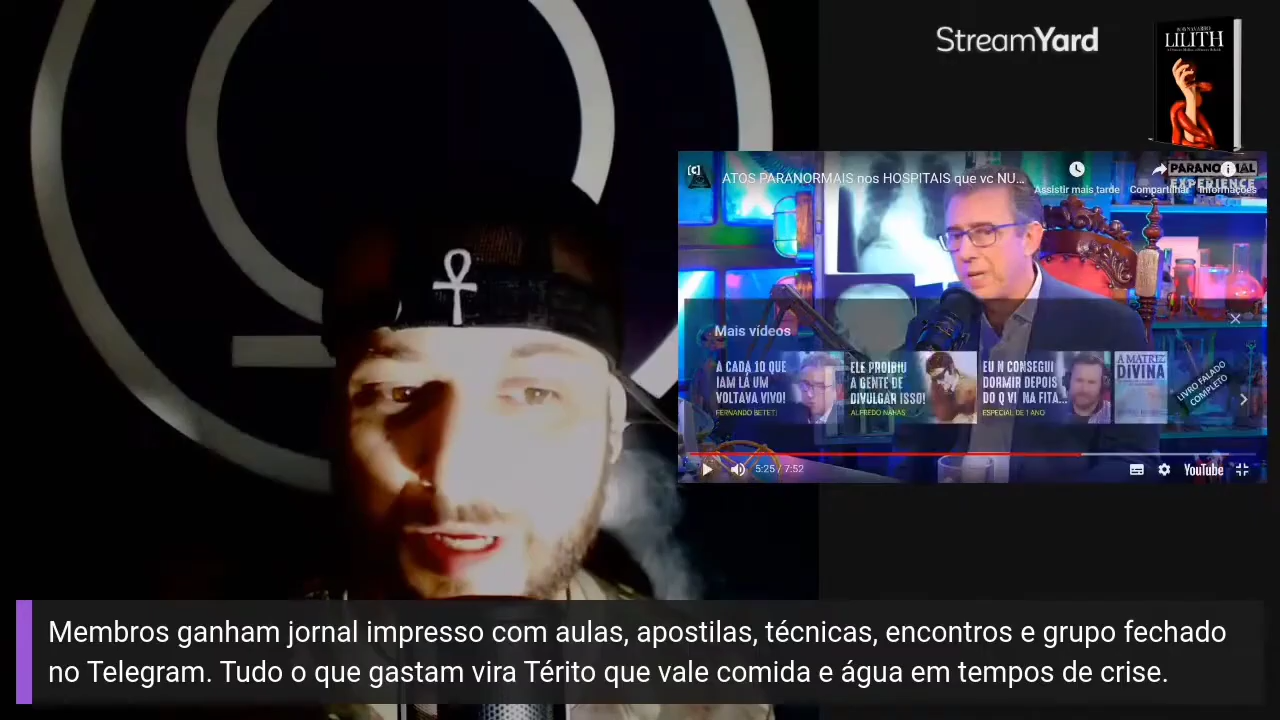 StreamYard
LILITH
ATOS PARANORMAIS nos HOSPITAIS que vc NU...
Assistir mais tarde
Compartilhar
Informações
EXPERIENCE
Mais vídeos
A CADA 10 QUE
IAM LÁ UM
VOLTAVA VIVO!
ELE PROIBIU
A GENTE DE
DIVULGAR ISSO!
ALFREDO NAHAS
EU N CONSEGUI
DORMIR DEPOIS
DO Q VI NA FITA...
ESPECIAL DE 1 ANO
A MATRIZ
DIVINA
LIVRO FALADO
COMPLETO
5:25 / 7:52
YouTube
Membros ganham jornal impresso com aulas, apostilas, técnicas, encontros e grupo fechado
no Telegram. Tudo o que gastam vira Térito que vale comida e água em tempos de crise.